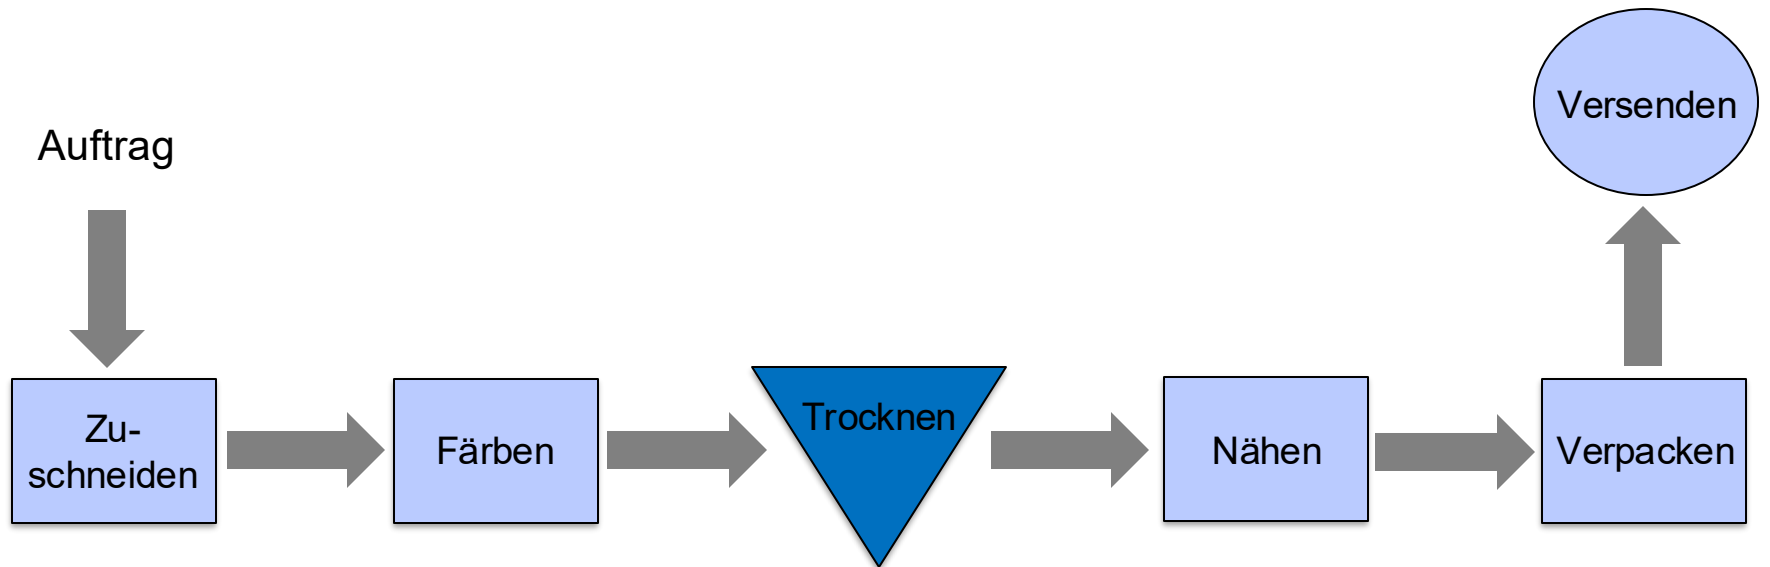 Auftrag
Zu-
schneiden
Färben
Trocknen
Nähen
Verpacken
Versenden